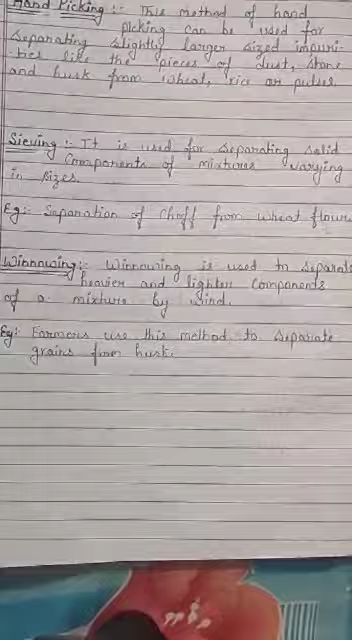 Hand Picking :- This method of hand
picking can be used for
separating slightly larger sized impuri-
-ties like the pieces of dust, stone
and husk from wheat, rice or pulses.
Sieving :- It is used for separating solid
components of mixtures varying
in sizes.
Eg:- Separation of Chaff from wheat flour
Winnowing :- Winnowing is used to separate
heavier and lighter components
of a mixture by wind.
Eg:- Farmers use this method to separate
grains from husk.